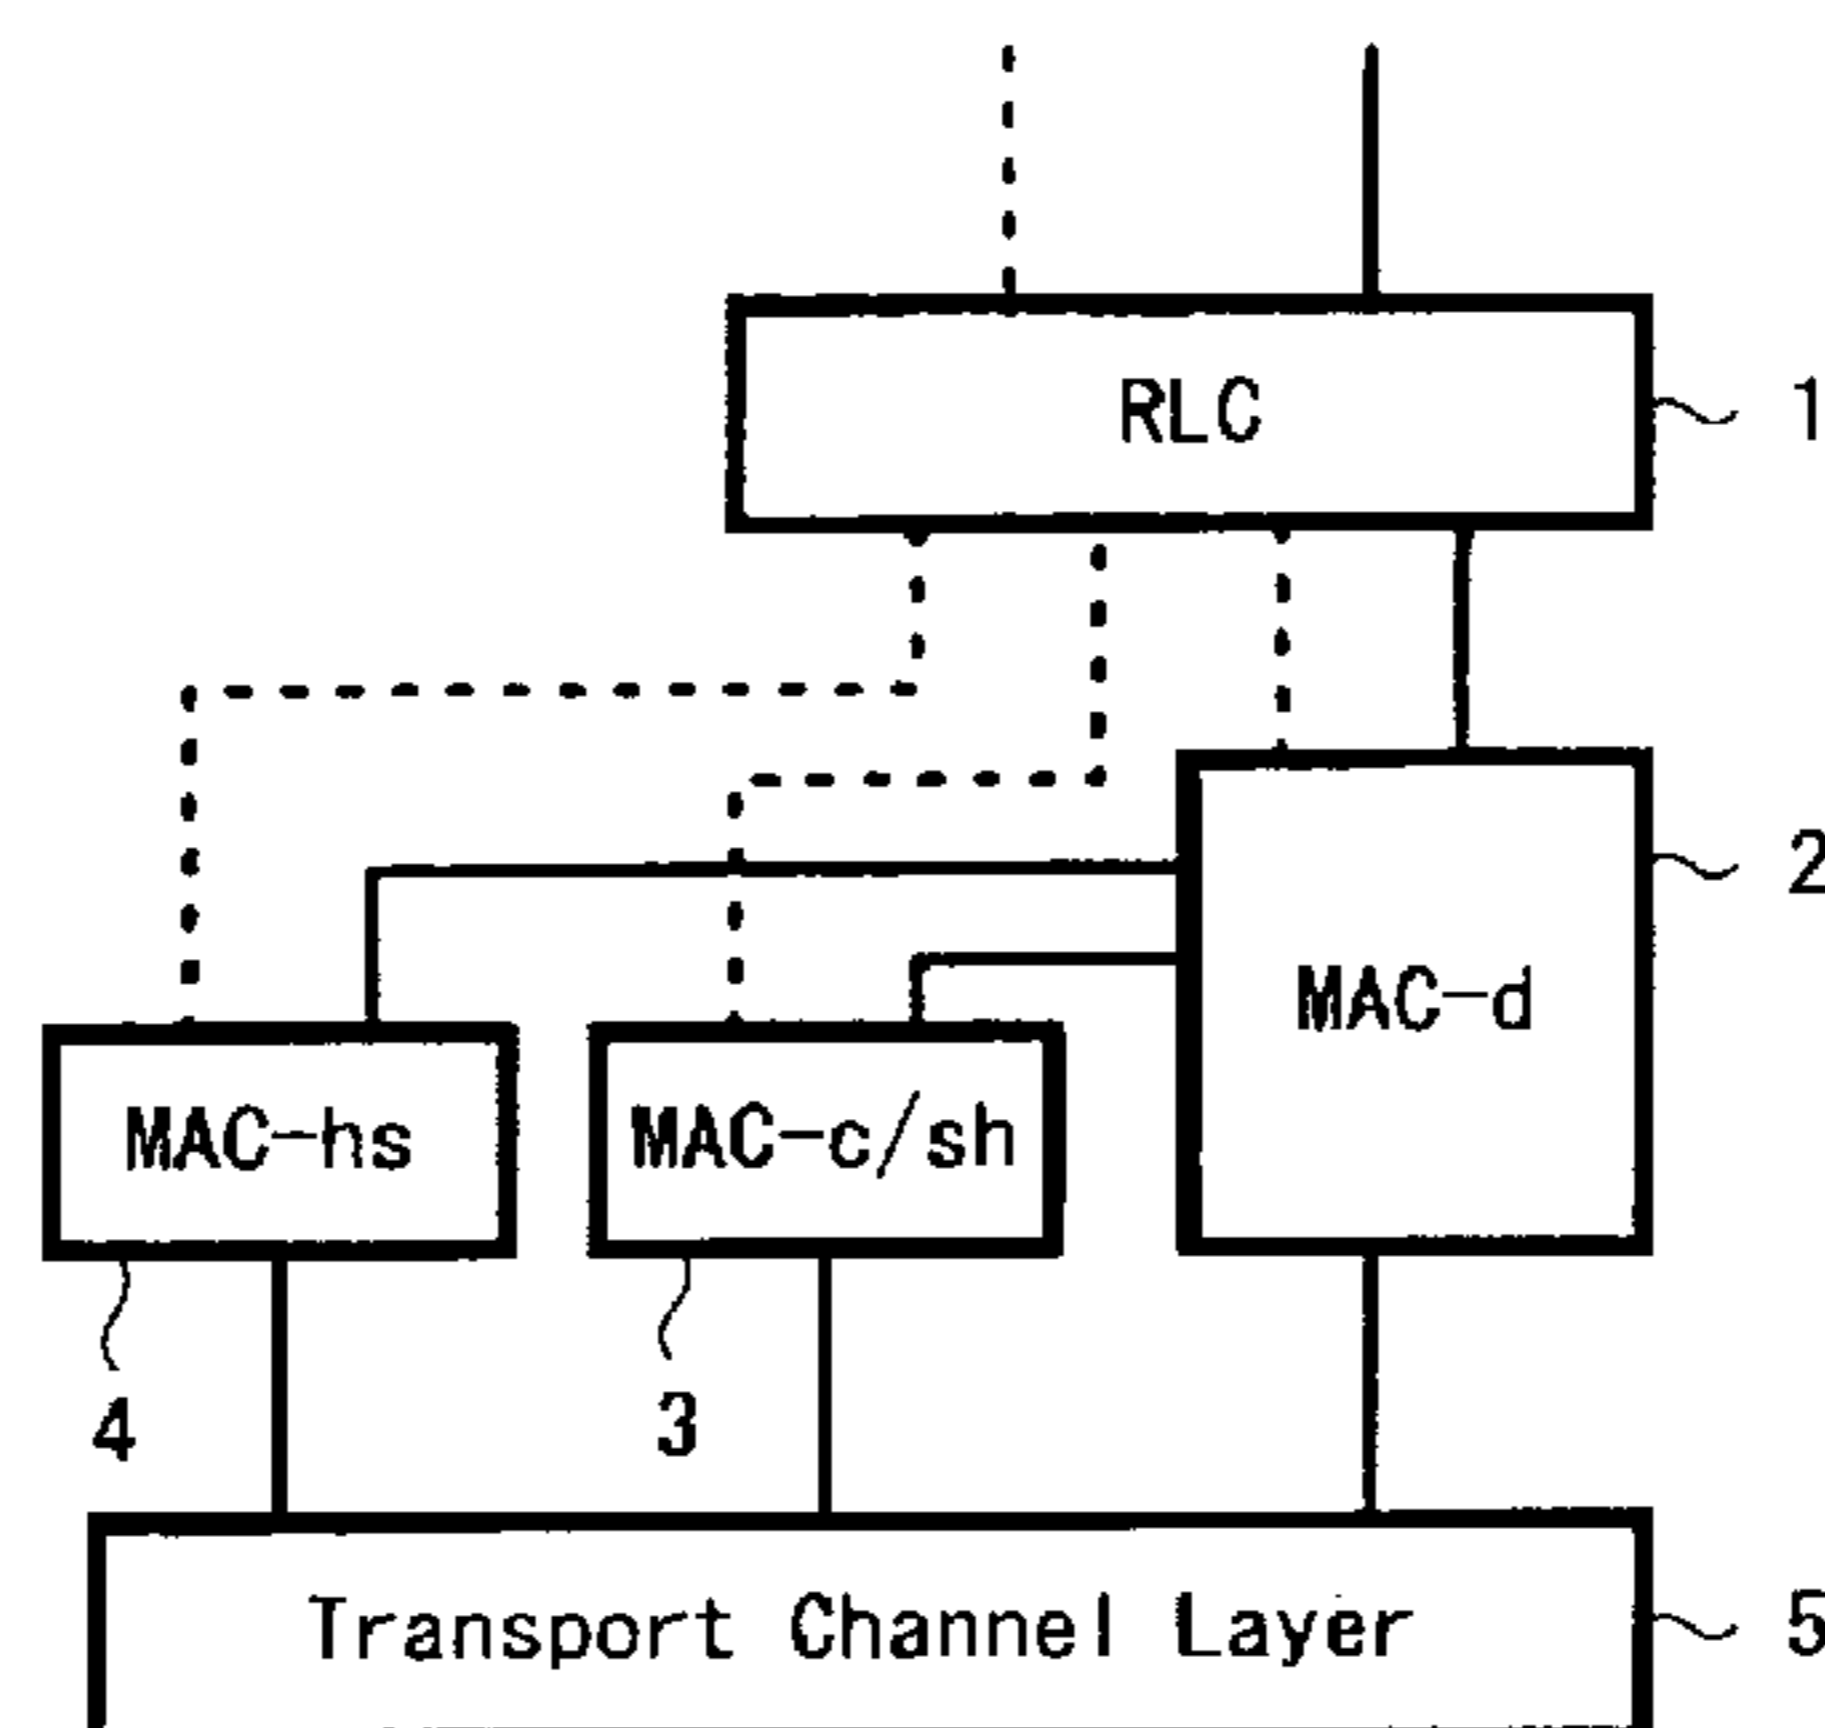 RLC
1
2
MAC-d
MAC-hs
MAC-c/sh
4
3
Transport Channel Layer
5